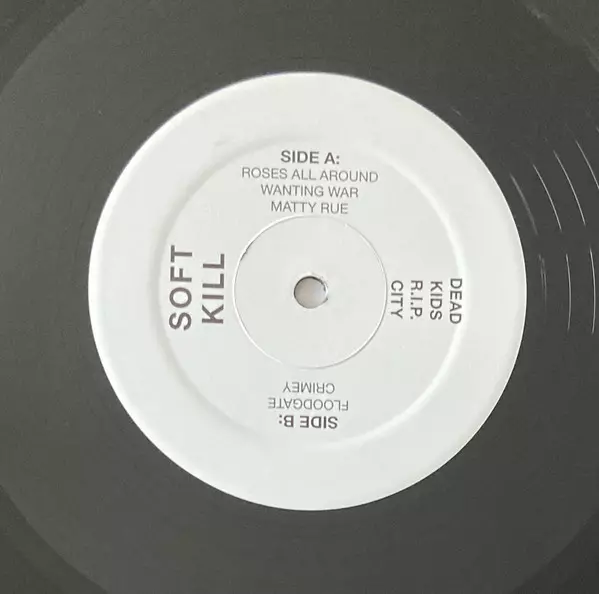 SIDE A:
ROSES ALL AROUND
WANTING WAR
MATTY RUE
SOFT
KILL
DEAD
KIDS
R.I.P.
CITY
SIDE B:
FLOODGATE
CRIMEY